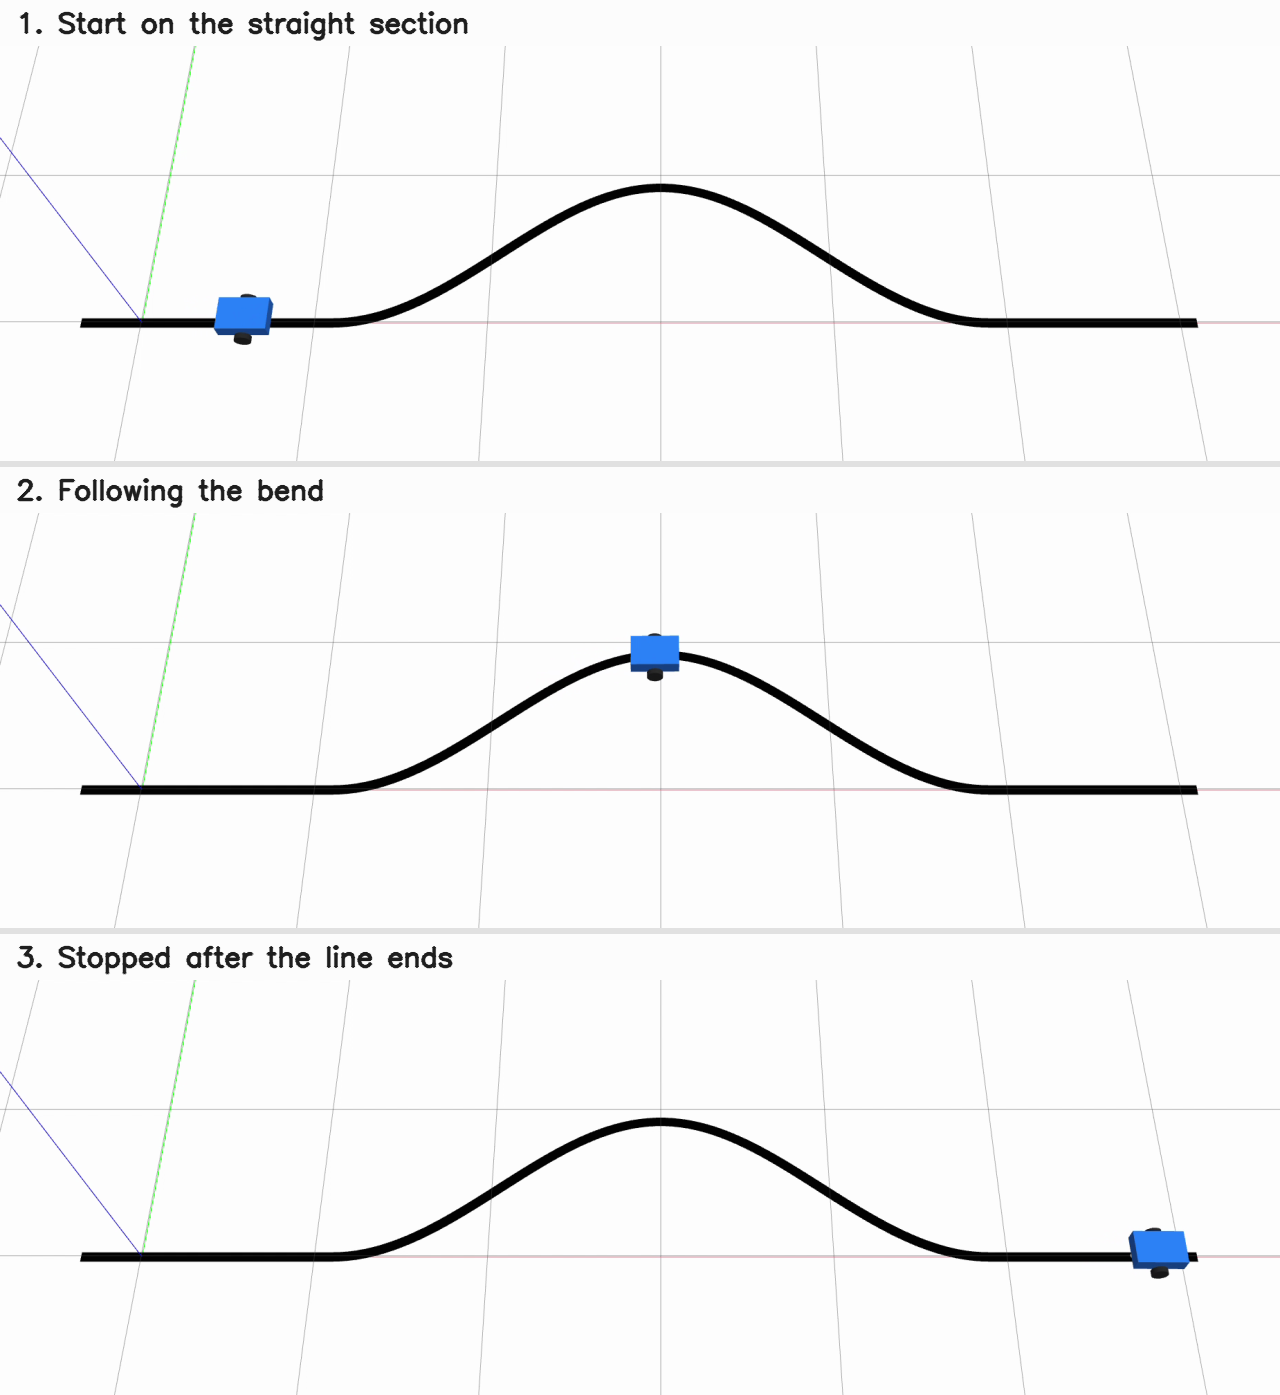 1. Start on the straight section
2. Following the bend
3. Stopped after the line ends